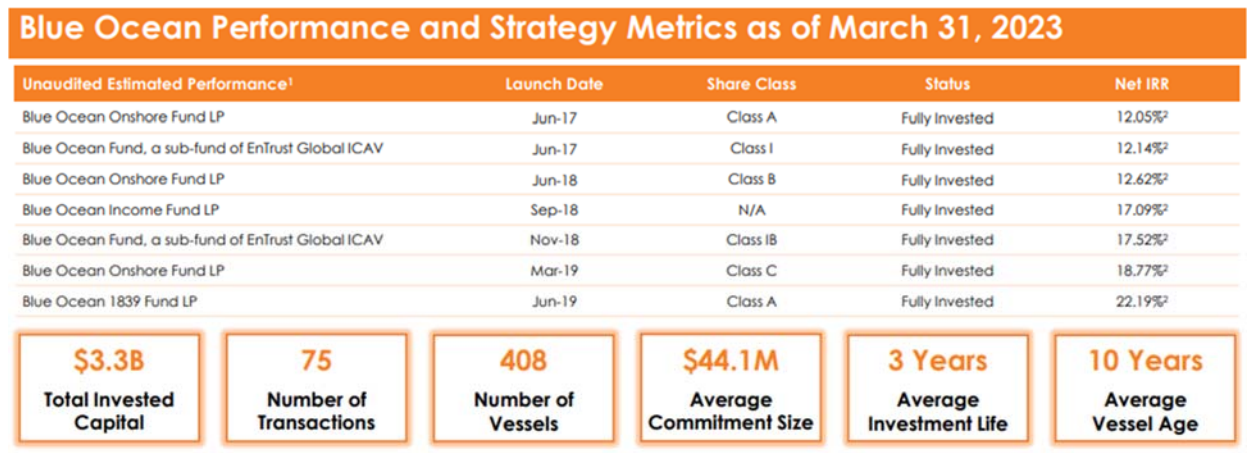 Blue Ocean Performance and Strategy Metrics as of March 31, 2023
Unaudited Estimated Performance¹ Launch Date Share Class Status Net IRR
Blue Ocean Onshore Fund LP Jun-17 Class A Fully Invested 12.05%²
Blue Ocean Fund, a sub-fund of EnTrust Global ICAV Jun-17 Class I Fully Invested 12.14%²
Blue Ocean Onshore Fund LP Jun-18 Class B Fully Invested 12.62%²
Blue Ocean Income Fund LP Sep-18 N/A Fully Invested 17.09%²
Blue Ocean Fund, a sub-fund of EnTrust Global ICAV Nov-18 Class IB Fully Invested 17.52%²
Blue Ocean Onshore Fund LP Mar-19 Class C Fully Invested 18.77%²
Blue Ocean 1839 Fund LP Jun-19 Class A Fully Invested 22.19%²
$3.3B
Total Invested
Capital
75
Number of
Transactions
408
Number of
Vessels
$44.1M
Average
Commitment Size
3 Years
Average
Investment Life
10 Years
Average
Vessel Age